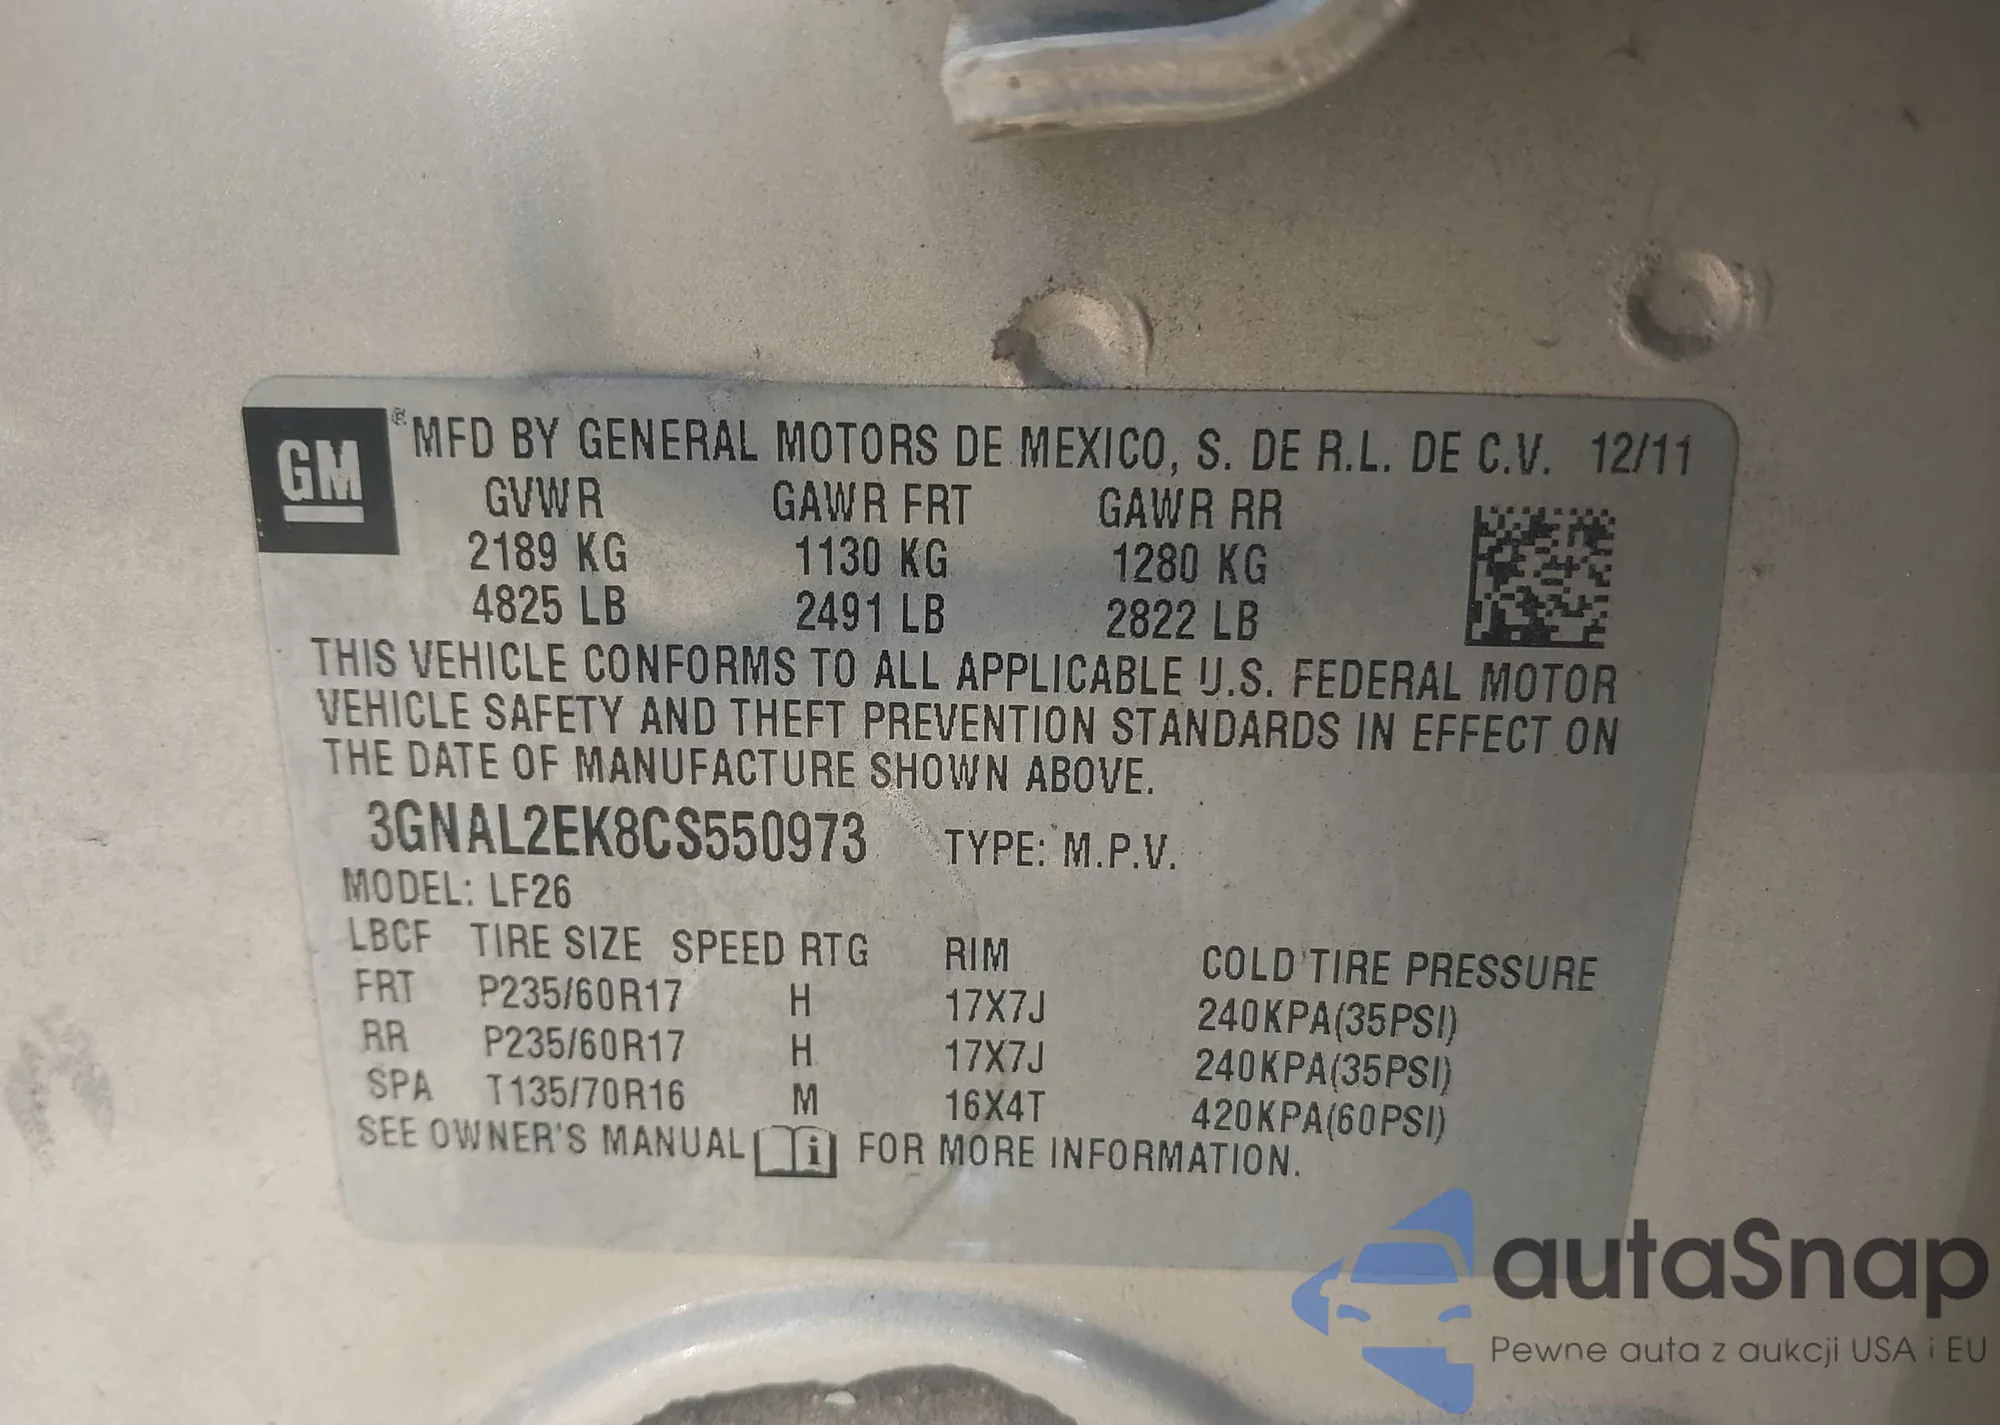 GM
® MFD BY GENERAL MOTORS DE MEXICO, S. DE R.L. DE C.V. 12/11
GVWR GAWR FRT GAWR RR
2189 KG 1130 KG 1280 KG
4825 LB 2491 LB 2822 LB
THIS VEHICLE CONFORMS TO ALL APPLICABLE U.S. FEDERAL MOTOR
VEHICLE SAFETY AND THEFT PREVENTION STANDARDS IN EFFECT ON
THE DATE OF MANUFACTURE SHOWN ABOVE.
3GNAL2EK8CS550973 TYPE: M.P.V.
MODEL: LF26
LBCF TIRE SIZE SPEED RTG RIM COLD TIRE PRESSURE
FRT P235/60R17 H 17X7J 240KPA(35PSI)
RR P235/60R17 H 17X7J 240KPA(35PSI)
SPA T135/70R16 M 16X4T 420KPA(60PSI)
SEE OWNER'S MANUAL i FOR MORE INFORMATION.
autaSnap
Pewne auta z aukcji USA i EU